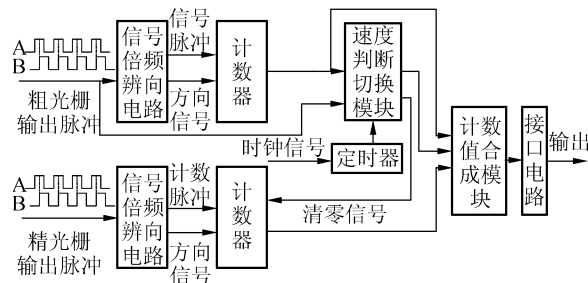 A
B
粗光栅
输出脉冲
信号
倍频
辨向
电路
信号
脉冲
方向
信号
计
数
器
速度
判断
切换
模块
时钟信号
定时器
清零信号
A
B
精光栅
输出脉冲
信号
倍频
辨向
电路
计数
脉冲
方向
信号
计
数
器
计数
值合
成模
块
接
口
电
路
输出